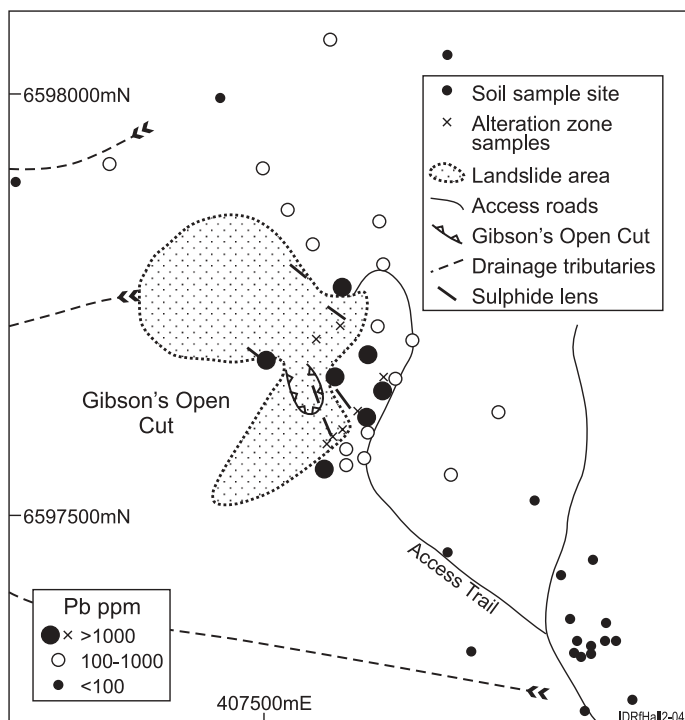 6598000mN
Soil sample site
Alteration zone
samples
Landslide area
Access roads
Gibson's Open Cut
Drainage tributaries
Sulphide lens
Gibson's Open
Cut
6597500mN
Access Trail
Pb ppm
>1000
100-1000
<100
407500mE